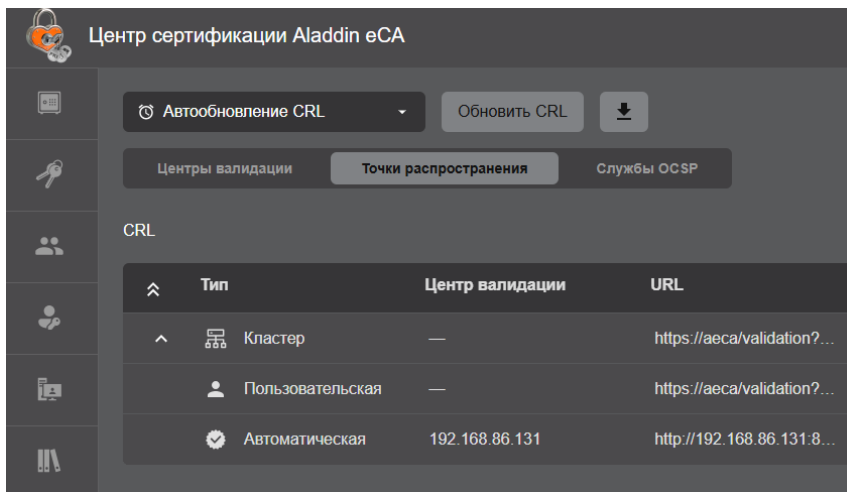 Центр сертификации Aladdin eCA
Автообновление CRL
Обновить CRL
Центры валидации Точки распространения Службы OCSP
CRL
Тип Центр валидации URL
Кластер — https://aeca/validation?...
Пользовательская — https://aeca/validation?...
Автоматическая 192.168.86.131 http://192.168.86.131:8...